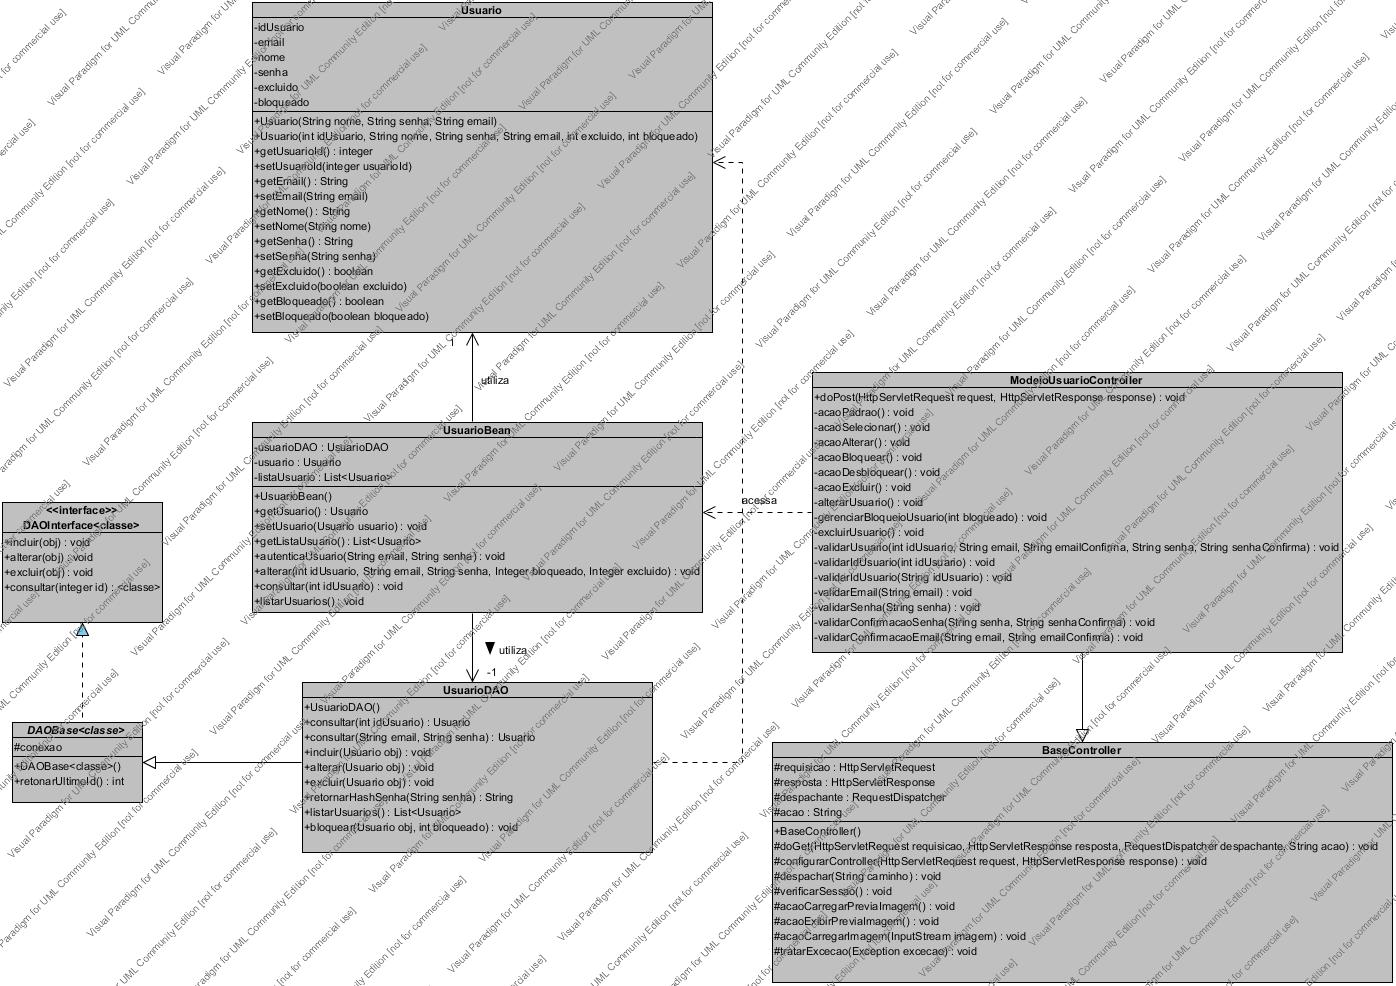 Usuario
-idUsuario
-email
-nome
-senha
-excluido
-bloqueado
+Usuario(String nome, String senha, String email)
+Usuario(int idUsuario, String nome, String senha, String email, int excluido, int bloqueado)
+getUsuarioId() : integer
+setUsuarioId(integer usuarioId)
+getEmail() : String
+setEmail(String email)
+getNome() : String
+setNome(String nome)
+getSenha() : String
+setSenha(String senha)
+getExcluido() : boolean
+setExcluido(boolean excluido)
+getBloqueado() : boolean
+setBloqueado(boolean bloqueado)
1
utiliza
UsuarioBean
-usuarioDAO : UsuarioDAO
-usuario : Usuario
-listaUsuario : List<Usuario>
+UsuarioBean()
+getUsuario() : Usuario
+setUsuario(Usuario usuario) : void
+getListaUsuario() : List<Usuario>
+autenticaUsuario(String email, String senha) : void
+alterar(int idUsuario, String email, String senha, Integer bloqueado, Integer excluido) : void
+consultar(int idUsuario) : void
+listarUsuarios() : void
utiliza
-1
acessa
ModeloUsuarioController
+doPost(HttpServletRequest request, HttpServletResponse response) : void
-acaoPadrao() : void
-acaoSelecionar() : void
-acaoAlterar() : void
-acaoBloquear() : void
-acaoDesbloquear() : void
-acaoExcluir() : void
-alterarUsuario() : void
-gerenciarBloqueioUsuario(int bloqueado) : void
-excluirUsuario() : void
-validarUsuario(int idUsuario, String email, String emailConfirma, String senha, String senhaConfirma) : void
-validarIdUsuario(int idUsuario) : void
-validerIdUsuario(String idUsuario) : void
-validarEmail(String email) : void
-validarSenha(String senha) : void
-validarConfirmacaoSenha(String senha, String senhaConfirma) : void
-validarConfirmacaoEmail(String email, String emailConfirma) : void
<<interface>>
DAOInterface<classe>
+incluir(obj) : void
+alterar(obj) : void
+excluir(obj) : void
+consultar(integer id) : <classe>
DAOBase<classe>
#conexao
+DAOBase<classe>()
+retonarUltimoId() : int
UsuarioDAO
+UsuarioDAO()
+consultar(int idUsuario) : Usuario
+consultar(String email, String senha) : Usuario
+incluir(Usuario obj) : void
+alterar(Usuario obj) : void
+excluir(Usuario obj) : void
+retornarHashSenha(String senha) : String
+listarUsuarios() : List<Usuario>
+bloquear(Usuario obj, int bloqueado) : void
BaseController
#requisicao : HttpServletRequest
#resposta : HttpServletResponse
#despachante : RequestDispatcher
#acao : String
+BaseController()
#doGet(HttpServletRequest requisicao, HttpServletResponse resposta, RequestDispatcher despachante, String acao) : void
#configurarController(HttpServletRequest request, HttpServletResponse response) : void
#despachar(String caminho) : void
#verificarSessao() : void
#acaoCarregarPreviaImagem() : void
#acaoExibirPreviaImagem() : void
#acaoCarregarImagem(InputStream imagem) : void
#tratarExcecao(Exception excecao) : void
Visual Paradigm for UML Community Edition [not for commercial use]